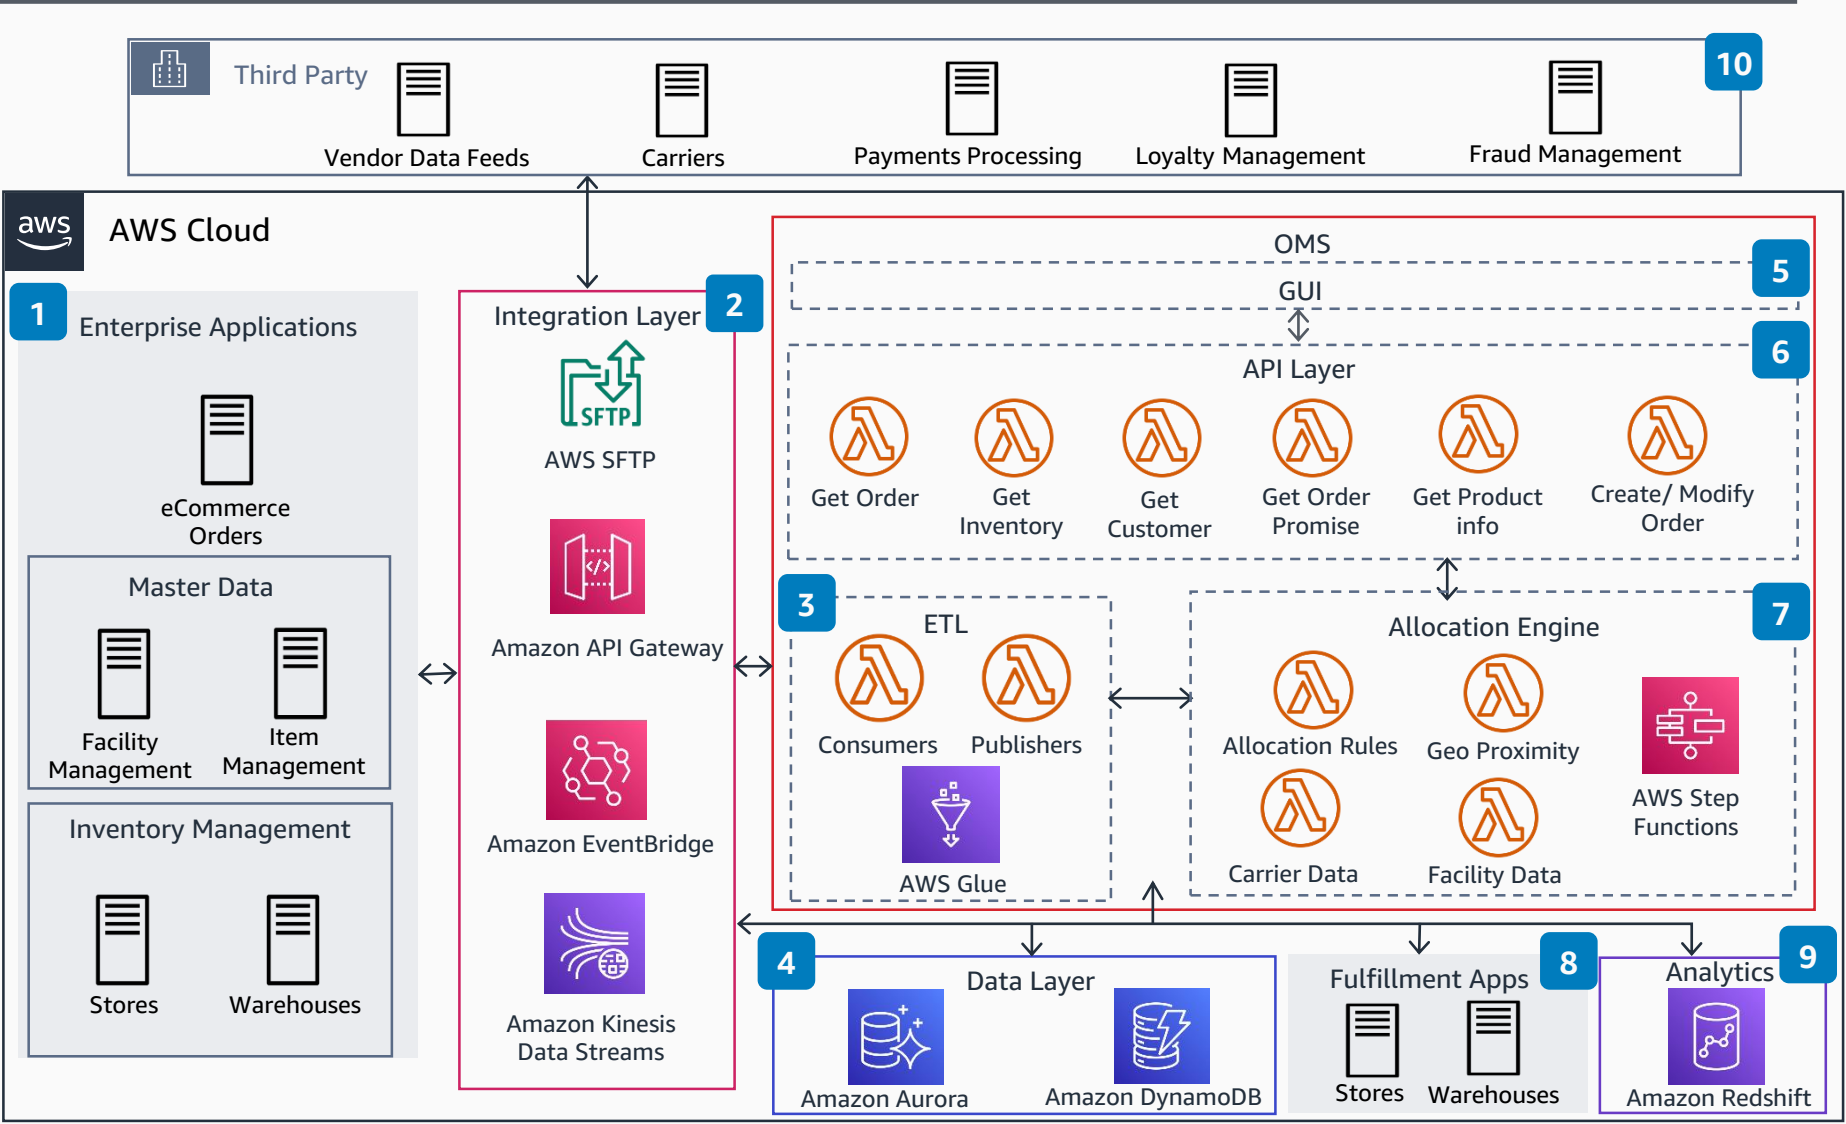 10
Third Party
Vendor Data Feeds
Carriers
Payments Processing
Loyalty Management
Fraud Management
aws
AWS Cloud
1
Enterprise Applications
eCommerce
Orders
Master Data
Facility
Management
Item
Management
Inventory Management
Stores
Warehouses
2
Integration Layer
SFTP
AWS SFTP
</>
Amazon API Gateway
Amazon EventBridge
Amazon Kinesis
Data Streams
OMS
5
GUI
6
API Layer
Get Order
Get
Inventory
Get
Customer
Get Order
Promise
Get Product
info
Create/ Modify
Order
3
ETL
Consumers
Publishers
AWS Glue
7
Allocation Engine
Allocation Rules
Geo Proximity
Carrier Data
Facility Data
AWS Step
Functions
4
Data Layer
Amazon Aurora
Amazon DynamoDB
8
Fulfillment Apps
Stores
Warehouses
9
Analytics
Amazon Redshift